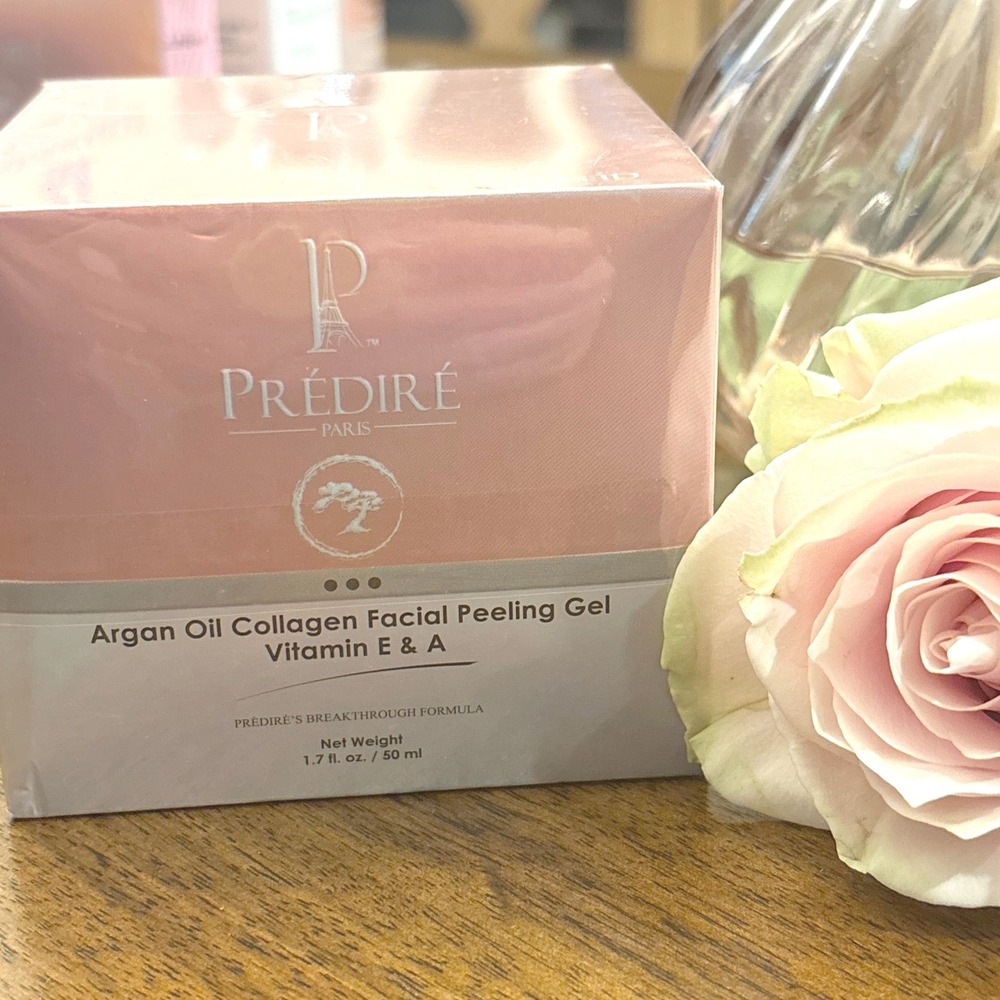 P
™
PRÉDIRÉ
PARIS
Argan Oil Collagen Facial Peeling Gel
Vitamin E & A
PRÉDIRÉ'S BREAKTHROUGH FORMULA
Net Weight
1.7 fl. oz. / 50 ml